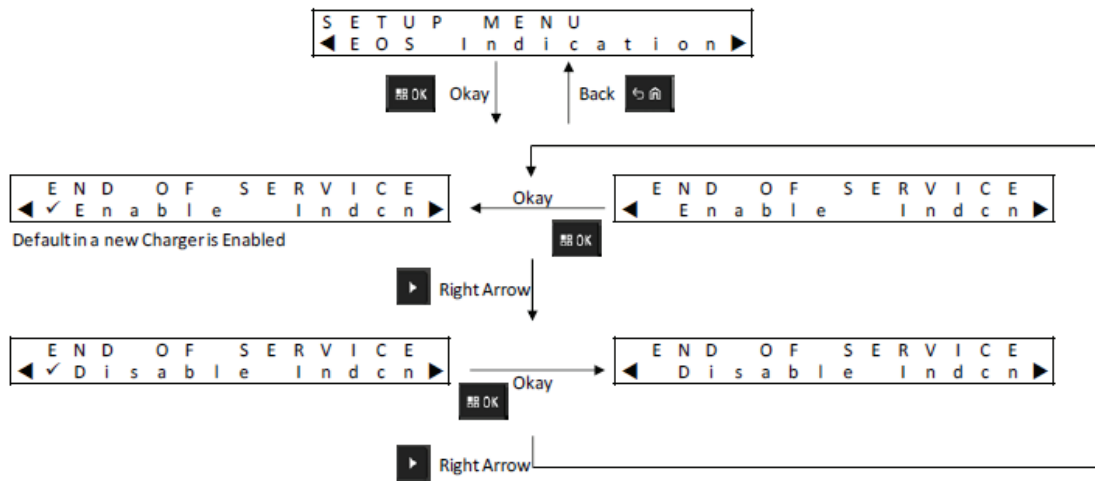 SETUP MENU
◀EOS Indication▶
OK Okay Back
END OF SERVICE
◀✓Enable Indcn▶
Okay
OK
END OF SERVICE
◀ Enable Indcn▶
Default in a new Charger is Enabled
Right Arrow
END OF SERVICE
◀✓Disable Indcn▶
Okay
OK
END OF SERVICE
◀ Disable Indcn▶
Right Arrow